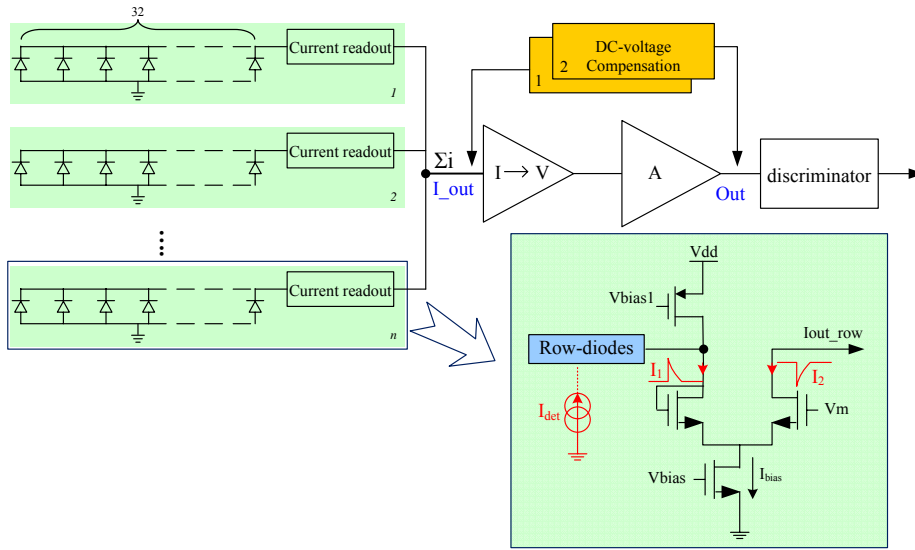 32
Current readout
1
Current readout
2
Current readout
n
Σi
I_out
DC-voltage
Compensation
1
2
I → V
A
Out
discriminator
Vdd
Vbias1
Row-diodes
Iout_row
I1
I2
Idet
Vm
Vbias
Ibias